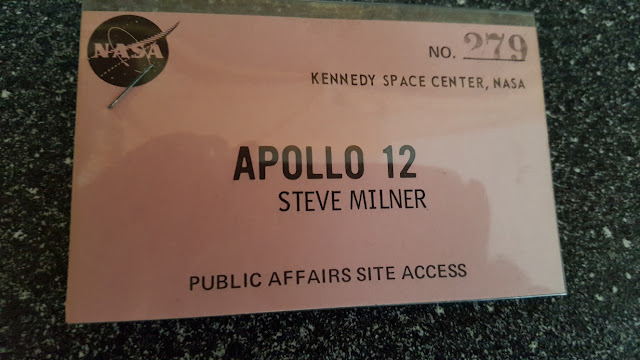 NASA
NO. 279
KENNEDY SPACE CENTER, NASA
APOLLO 12
STEVE MILNER
PUBLIC AFFAIRS SITE ACCESS